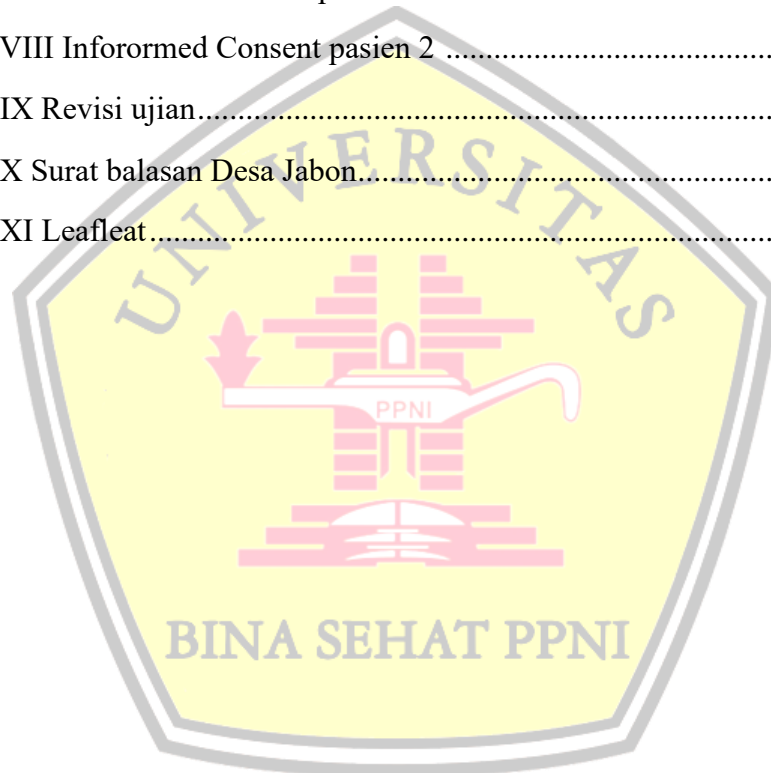 VIII Inforormed Consent pasien 2 ....................................
IX Revisi ujian....................................................................
X Surat balasan Desa Jabon.................................................
XI Leafleat..........................................................................
UNIVERSITAS
PPNI
BINA SEHAT PPNI